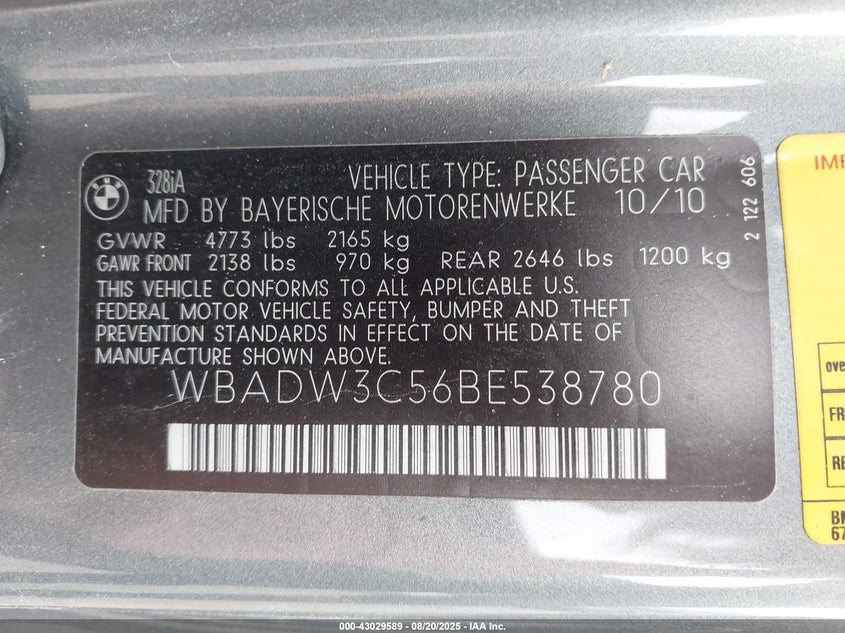 BMW
328iA
VEHICLE TYPE: PASSENGER CAR
MFD BY BAYERISCHE MOTORENWERKE 10/10
2 122 606
GVWR 4773 lbs 2165 kg
GAWR FRONT 2138 lbs 970 kg REAR 2646 lbs 1200 kg
THIS VEHICLE CONFORMS TO ALL APPLICABLE U.S.
FEDERAL MOTOR VEHICLE SAFETY, BUMPER AND THEFT
PREVENTION STANDARDS IN EFFECT ON THE DATE OF
MANUFACTURE SHOWN ABOVE.
WBADW3C56BE538780
000-43029589 - 08/20/2025 - IAA Inc.